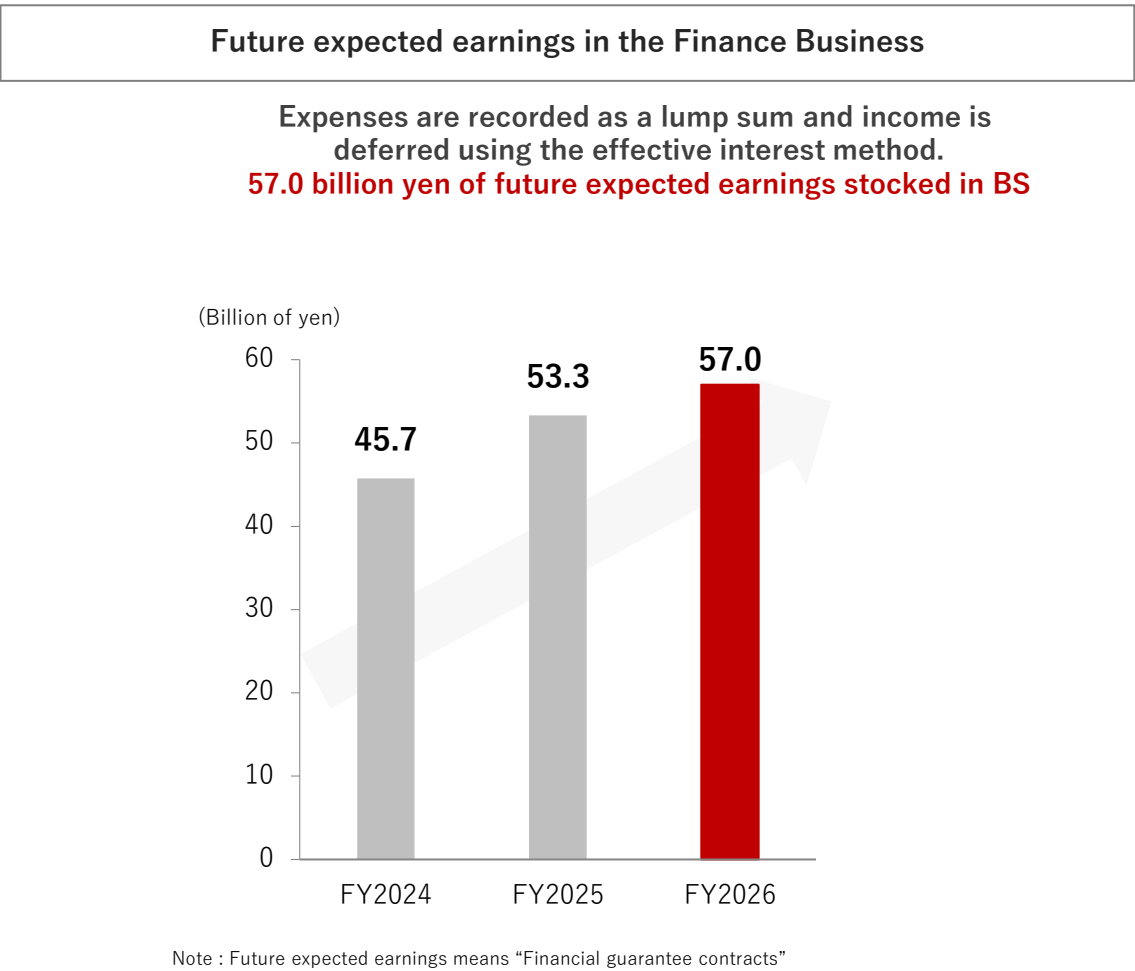 Future expected earnings in the Finance Business
Expenses are recorded as a lump sum and income is
deferred using the effective interest method.
57.0 billion yen of future expected earnings stocked in BS
(Billion of yen)
60
50
40
30
20
10
0
45.7
53.3
57.0
FY2024
FY2025
FY2026
Note : Future expected earnings means “Financial guarantee contracts”